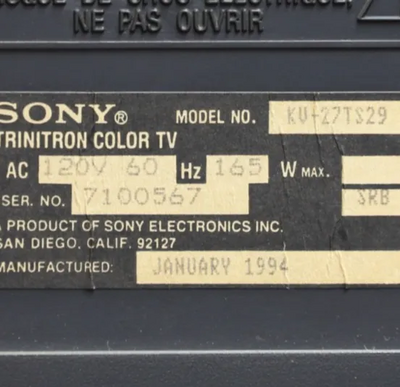 NE PAS OUVRIR
SONY® MODEL NO. KV-27TS29
TRINITRON COLOR TV
AC 120V 60 Hz 165 W MAX.
SER. NO. 7100567 SRB
A PRODUCT OF SONY ELECTRONICS INC.
SAN DIEGO, CALIF. 92127
MANUFACTURED: JANUARY 1994